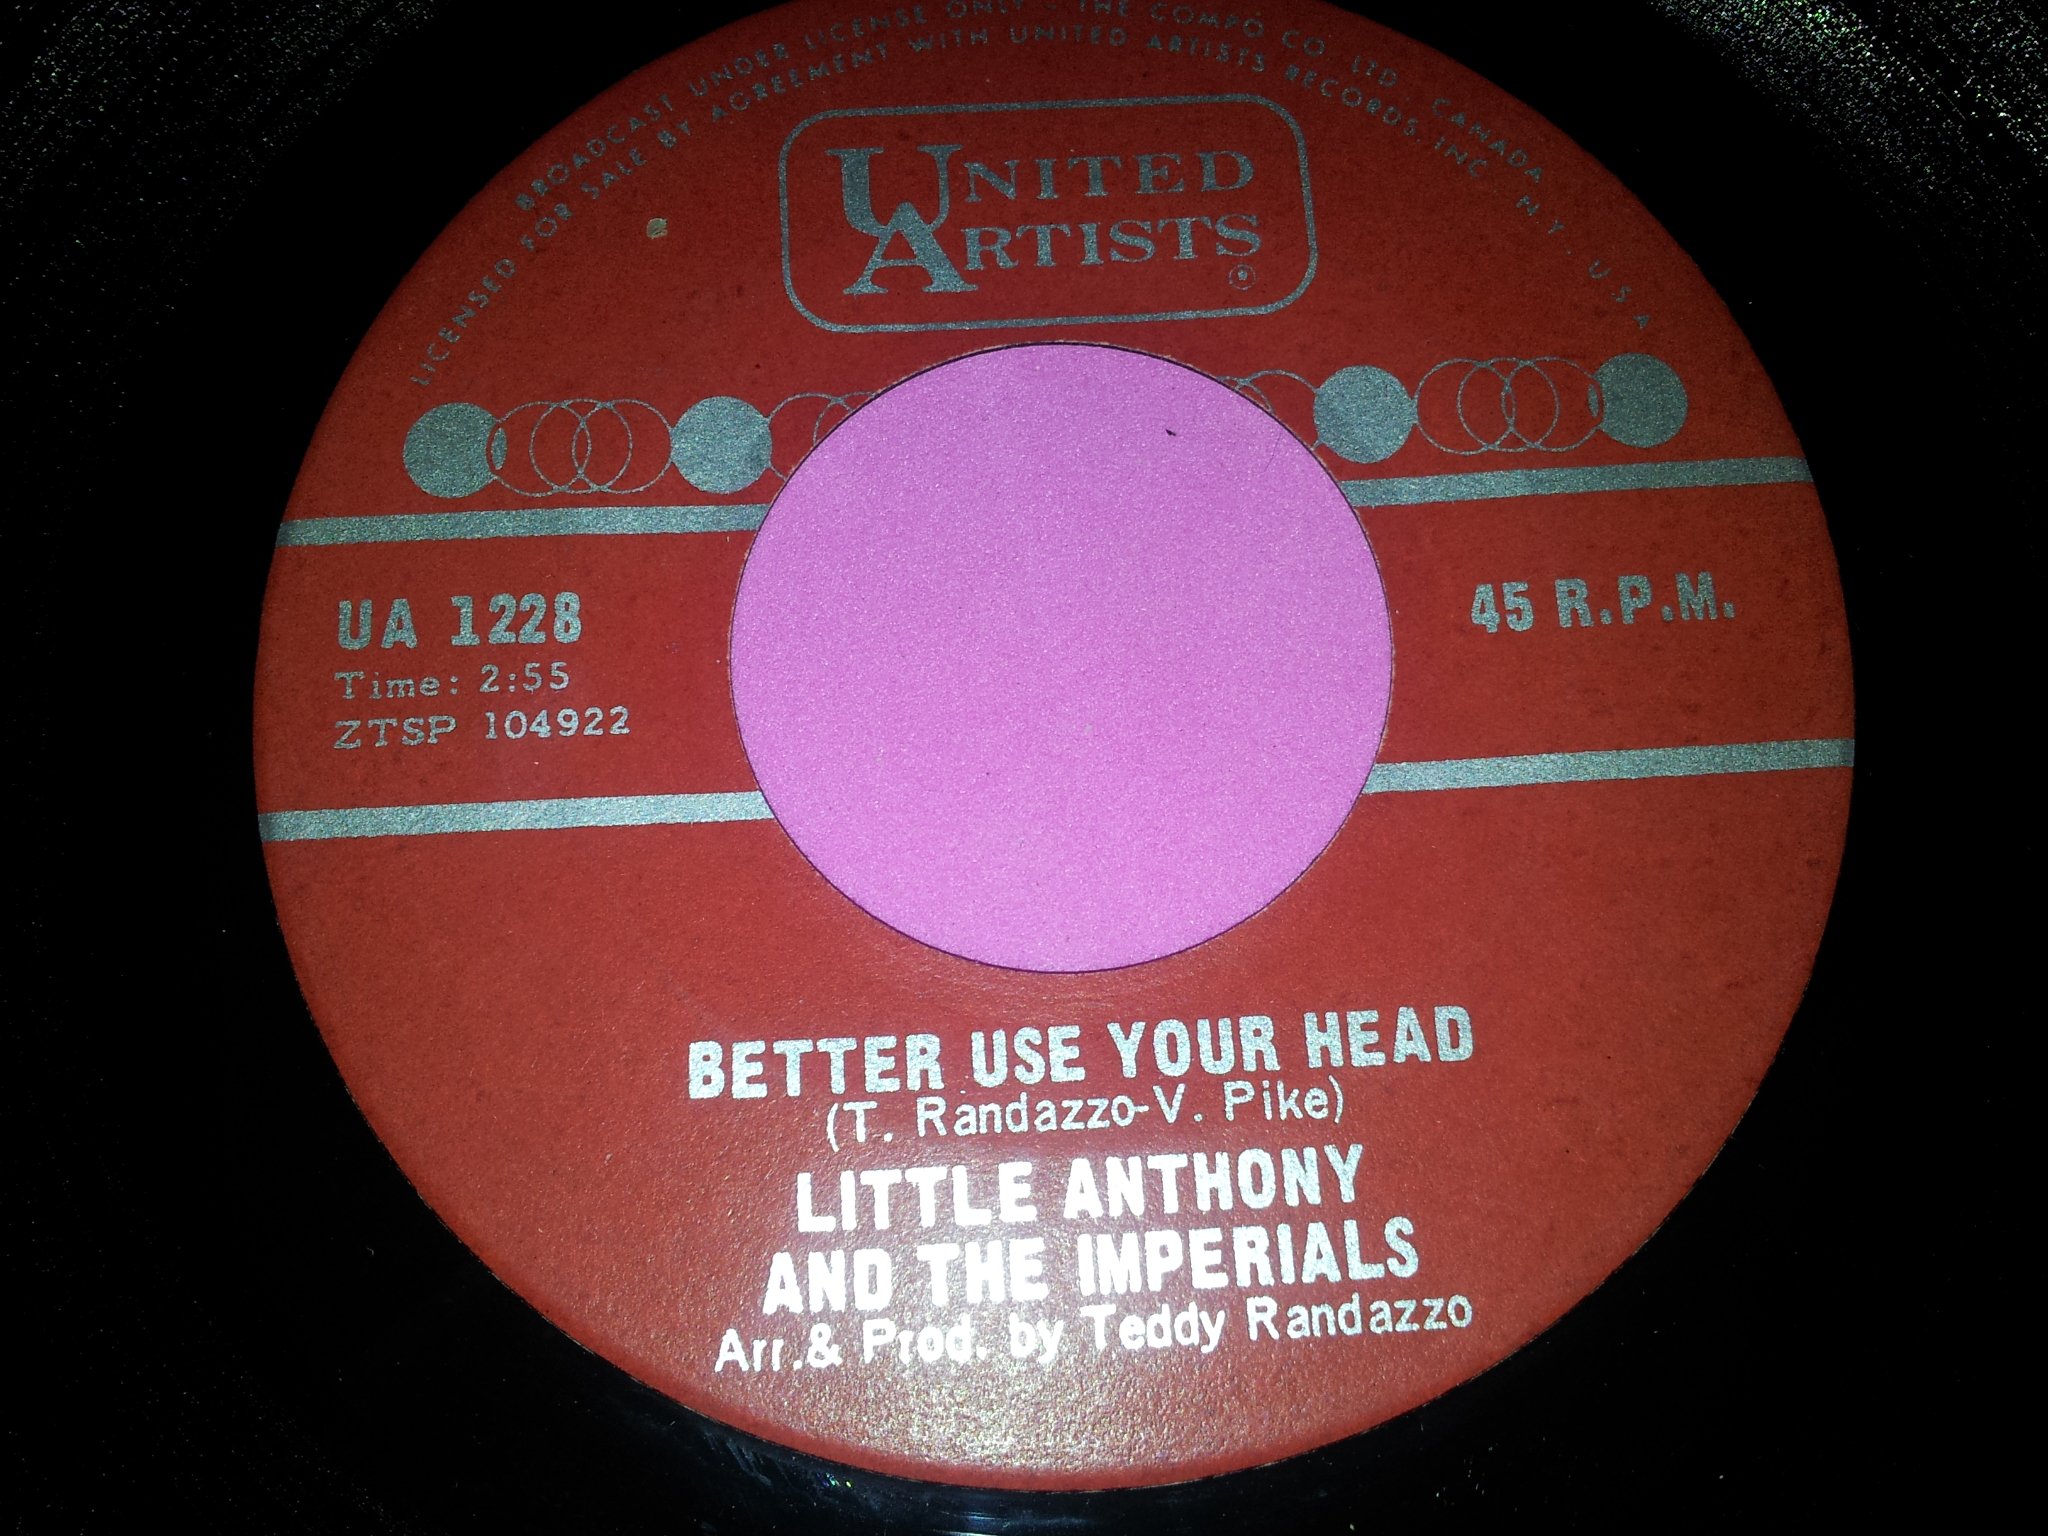 BROADCAST UNDER LICENSE ONLY - THE COMPO CO. LTD., CANADA
LICENSED FOR SALE BY AGREEMENT WITH UNITED ARTISTS RECORDS, INC. N.Y., U.S.A.
UNITED
ARTISTS
UA 1228
Time: 2:55
ZTSP 104922
45 R.P.M.
BETTER USE YOUR HEAD
(T. Randazzo-V. Pike)
LITTLE ANTHONY
AND THE IMPERIALS
Arr.& Prod. by Teddy Randazzo